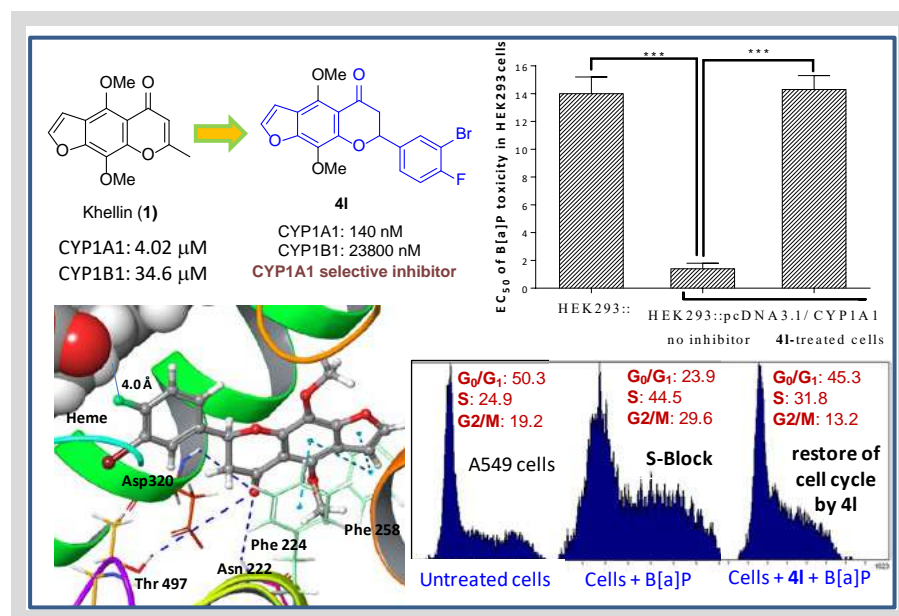 OMe
O
O
O
OMe
Khellin (1)
CYP1A1: 4.02 μM
CYP1B1: 34.6 μM
OMe
O
O
O
OMe
Br
F
4l
CYP1A1: 140 nM
CYP1B1: 23800 nM
CYP1A1 selective inhibitor
EC50 of B[a]P toxicity in HEK293 cells
16
14
12
10
8
6
4
2
0
***
***
HEK293::
HEK293::pcDNA3.1/CYP1A1
no inhibitor
4l-treated cells
4.0 Å
Heme
Asp320
Thr 497
Asn 222
Phe 224
Phe 258
G0/G1: 50.3
S: 24.9
G2/M: 19.2
A549 cells
Untreated cells
G0/G1: 23.9
S: 44.5
G2/M: 29.6
S-Block
Cells + B[a]P
G0/G1: 45.3
S: 31.8
G2/M: 13.2
restore of
cell cycle
by 4l
1023
Cells + 4l + B[a]P